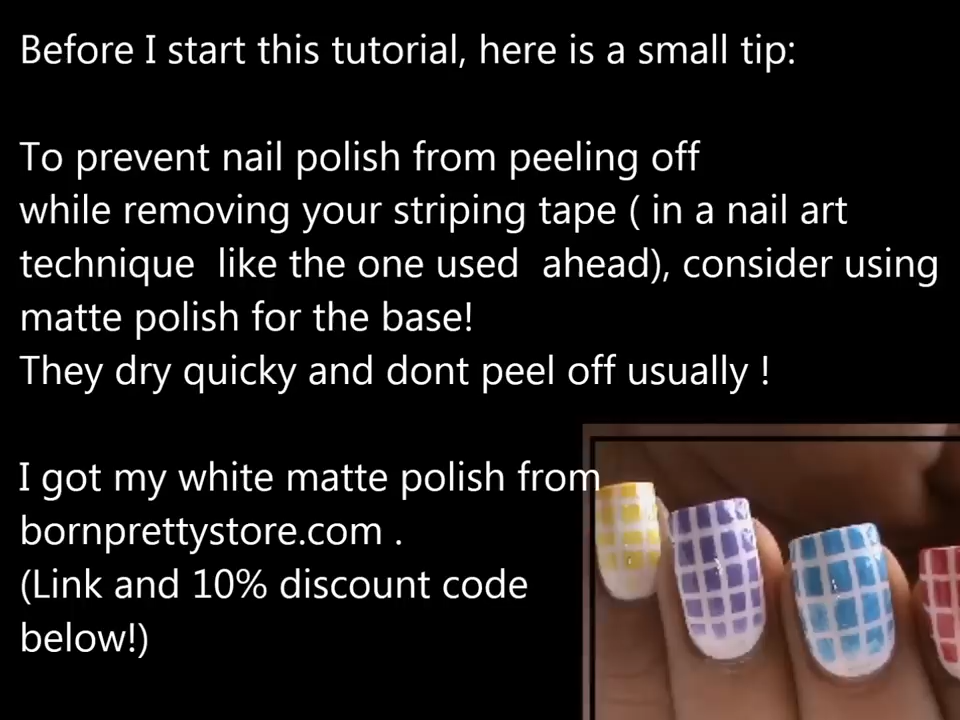 Before I start this tutorial, here is a small tip:
To prevent nail polish from peeling off
while removing your striping tape ( in a nail art
technique  like the one used  ahead), consider using
matte polish for the base!
They dry quicky and dont peel off usually !
I got my white matte polish from
bornprettystore.com .
(Link and 10% discount code
below!)